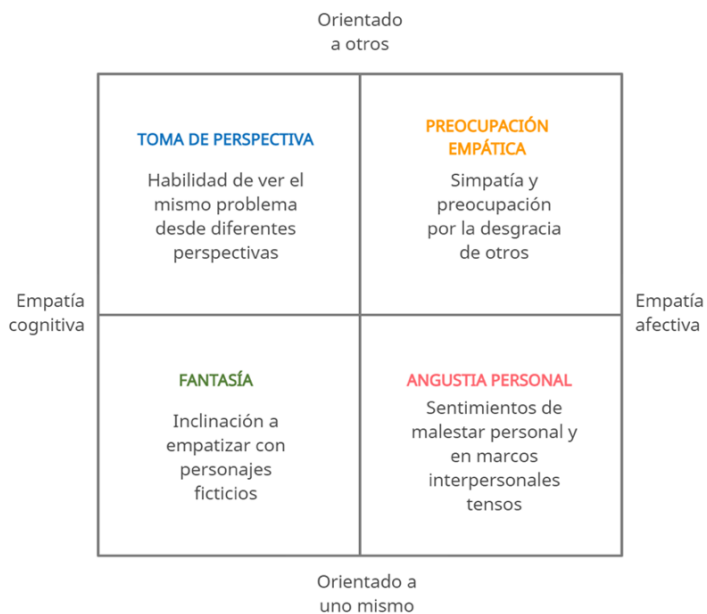 Orientado
a otros
TOMA DE PERSPECTIVA
Habilidad de ver el
mismo problema
desde diferentes
perspectivas
PREOCUPACIÓN
EMPÁTICA
Simpatía y
preocupación
por la desgracia
de otros
Empatía
cognitiva
Empatía
afectiva
FANTASÍA
Inclinación a
empatizar con
personajes
ficticios
ANGUSTIA PERSONAL
Sentimientos de
malestar personal y
en marcos
interpersonales
tensos
Orientado a
uno mismo